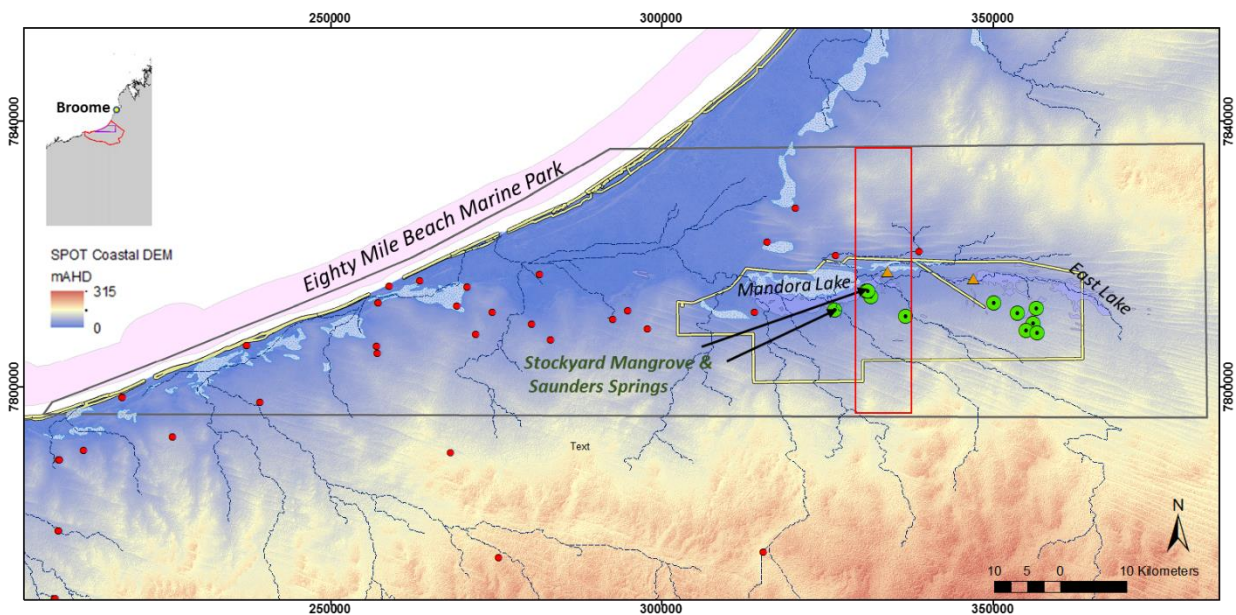 250000
300000
350000
Broome
7840000
7840000
SPOT Coastal DEM
mAHD
315
0
Eighty Mile Beach Marine Park
Mandora Lake
East Lake
Stockyard Mangrove &
Saunders Springs
7800000
7800000
Text
N
10 5 0 10 Kilometers
250000
300000
350000